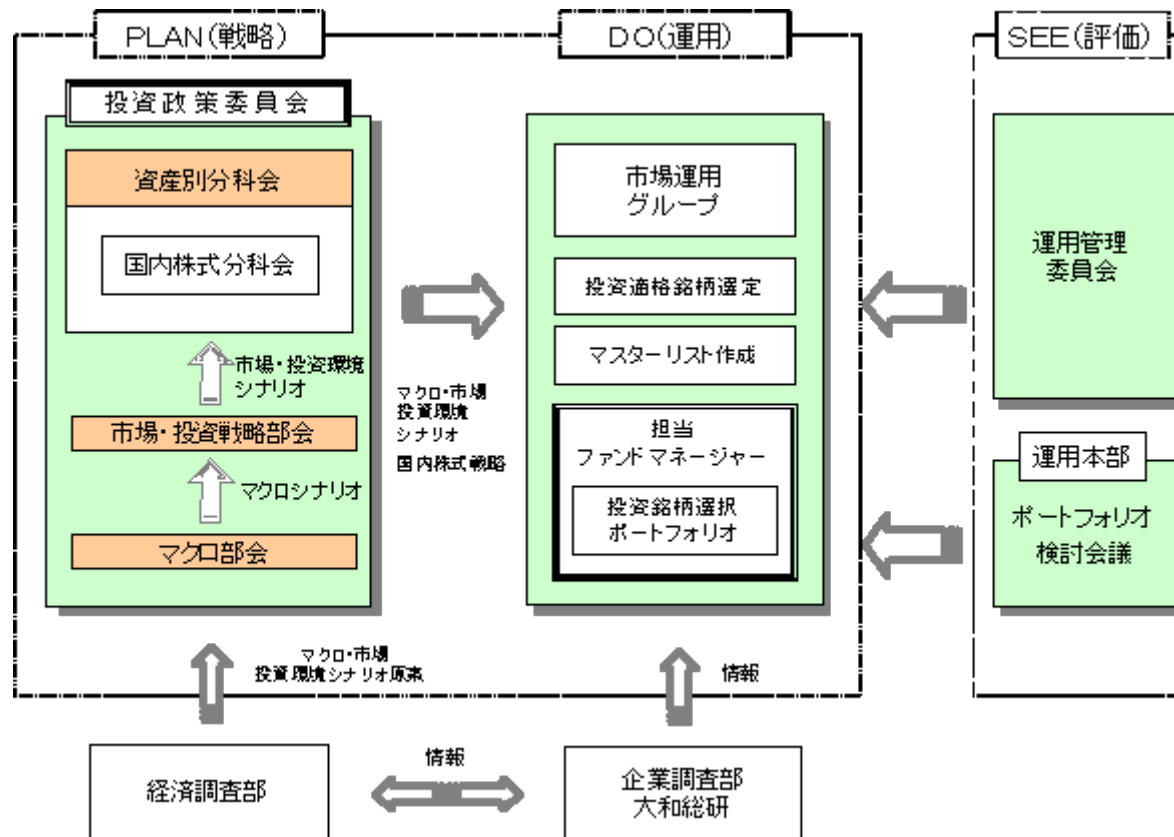 PLAN(戦略)
DO(運用)
SEE(評価)
投資政策委員会
資産別分科会
国内株式分科会
市場・投資環境
シナリオ
市場・投資戦略部会
マクロシナリオ
マクロ部会
マクロ・市場
投資環境
シナリオ
国内株式戦略
市場運用
グループ
投資適格銘柄選定
マスターリスト作成
担当
ファンドマネージャー
投資銘柄選択
ポートフォリオ
運用管理
委員会
運用本部
ポートフォリオ
検討会議
マクロ・市場
投資環境シナリオ原案
情報
経済調査部
情報
企業調査部
大和総研